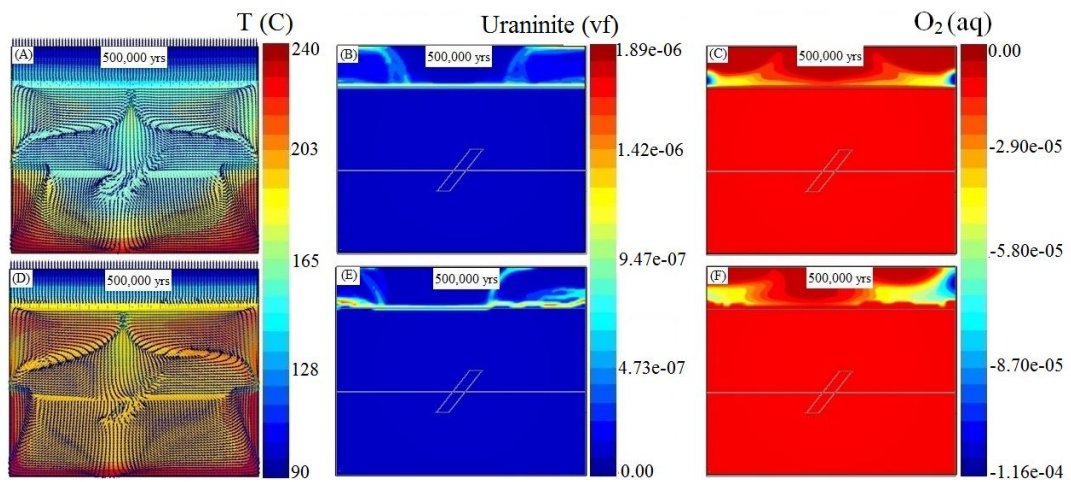 T (C)
Uraninite (vf)
O2 (aq)
(A)
500,000 yrs
240
203
165
128
90
(B)
500,000 yrs
1.89e-06
1.42e-06
9.47e-07
4.73e-07
0.00
(C)
500,000 yrs
0.00
-2.90e-05
-5.80e-05
-8.70e-05
-1.16e-04
(D)
500,000 yrs
(E)
500,000 yrs
(F)
500,000 yrs